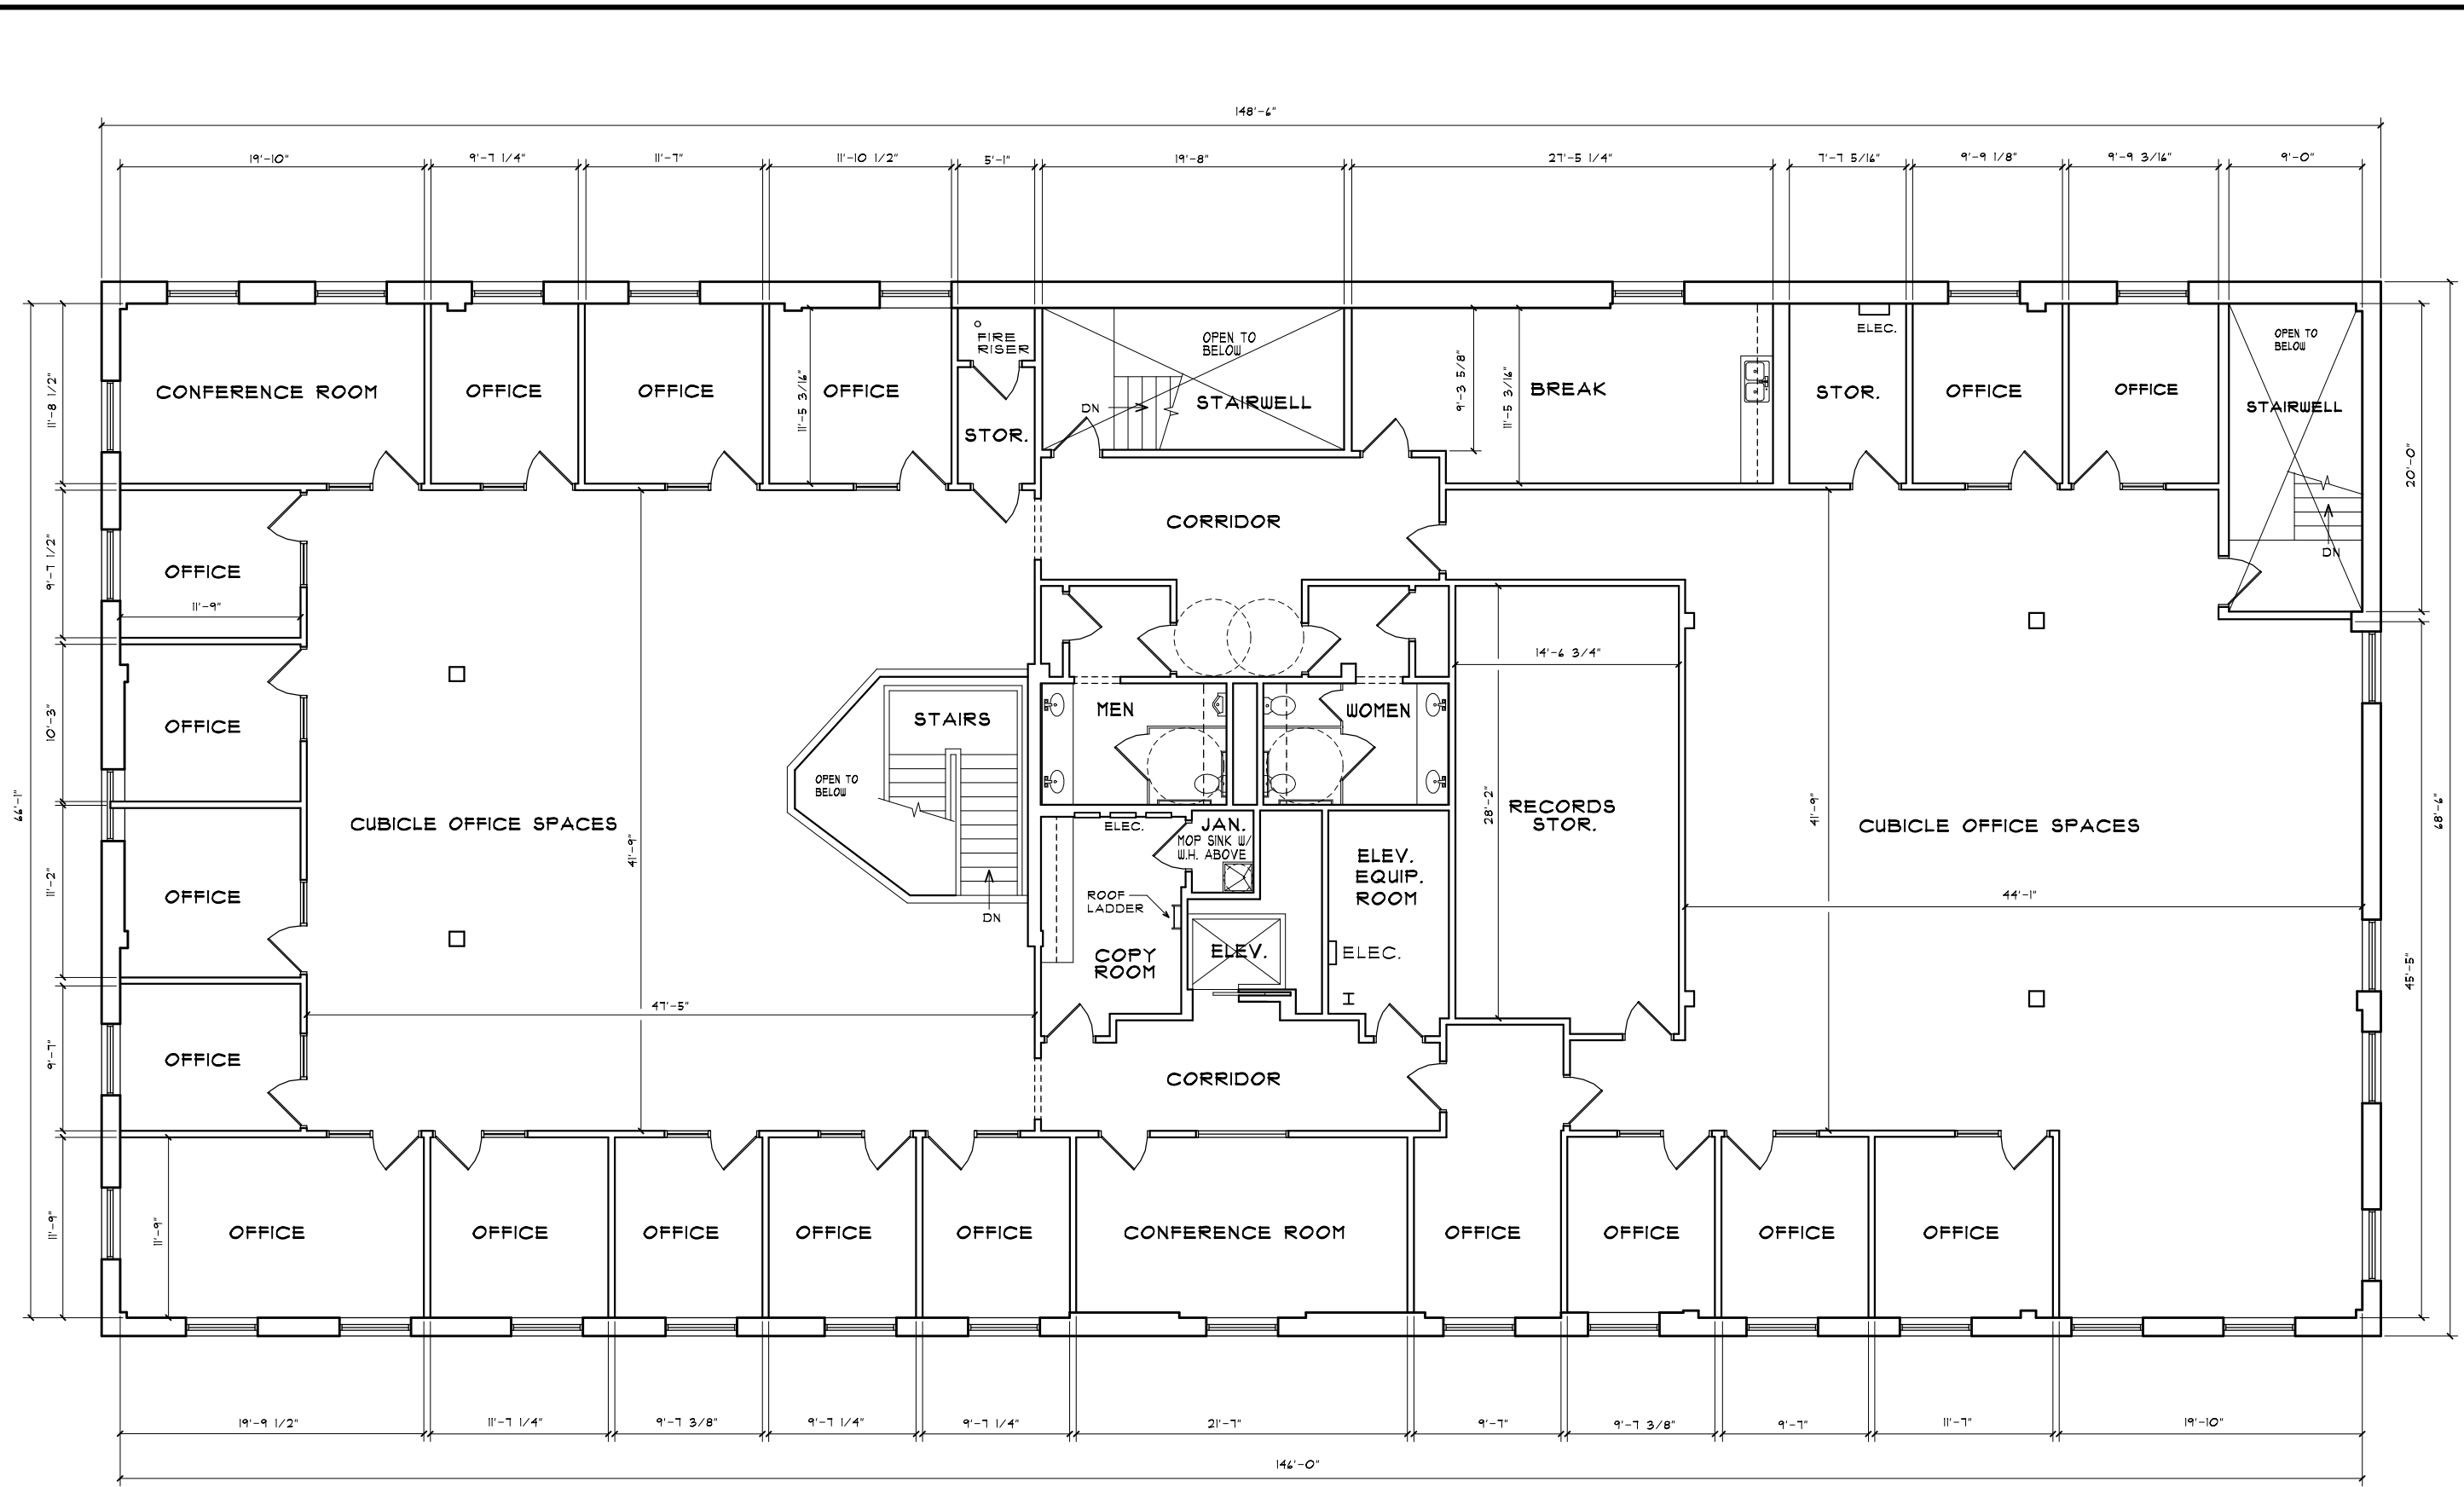 148'-6"
19'-10" 9'-7 1/4" 11'-7" 11'-10 1/2" 5'-1" 19'-8" 27'-5 1/4" 7'-7 5/16" 9'-9 1/8" 9'-9 3/16" 9'-0"
FIRE
RISER
OPEN TO
BELOW
ELEC.
OPEN TO
BELOW
CONFERENCE ROOM
OFFICE
OFFICE
11'-5 3/16"
OFFICE
STOR.
DN
STAIRWELL
9'-3 5/8"
11'-5 3/16"
BREAK
STOR.
OFFICE
OFFICE
STAIRWELL
DN
11'-8 1/2"
20'-0"
CORRIDOR
9'-7 1/2"
OFFICE
11'-9"
14'-6 3/4"
10'-3"
OFFICE
STAIRS
OPEN TO
BELOW
DN
MEN
WOMEN
66'-1"
68'-6"
CUBICLE OFFICE SPACES
41'-9"
ELEC.
JAN.
MOP SINK W/
W.H. ABOVE
28'-2"
RECORDS
STOR.
41'-9"
CUBICLE OFFICE SPACES
11'-2"
OFFICE
ROOF
LADDER
ELEV.
EQUIP.
ROOM
44'-1"
COPY
ROOM
ELEV.
ELEC.
45'-5"
47'-5"
9'-7"
OFFICE
CORRIDOR
11'-9"
11'-9"
OFFICE
OFFICE
OFFICE
OFFICE
OFFICE
CONFERENCE ROOM
OFFICE
OFFICE
OFFICE
OFFICE
19'-9 1/2" 11'-7 1/4" 9'-7 3/8" 9'-7 1/4" 9'-7 1/4" 21'-7" 9'-7" 9'-7 3/8" 9'-7" 11'-7" 19'-10"
146'-0"